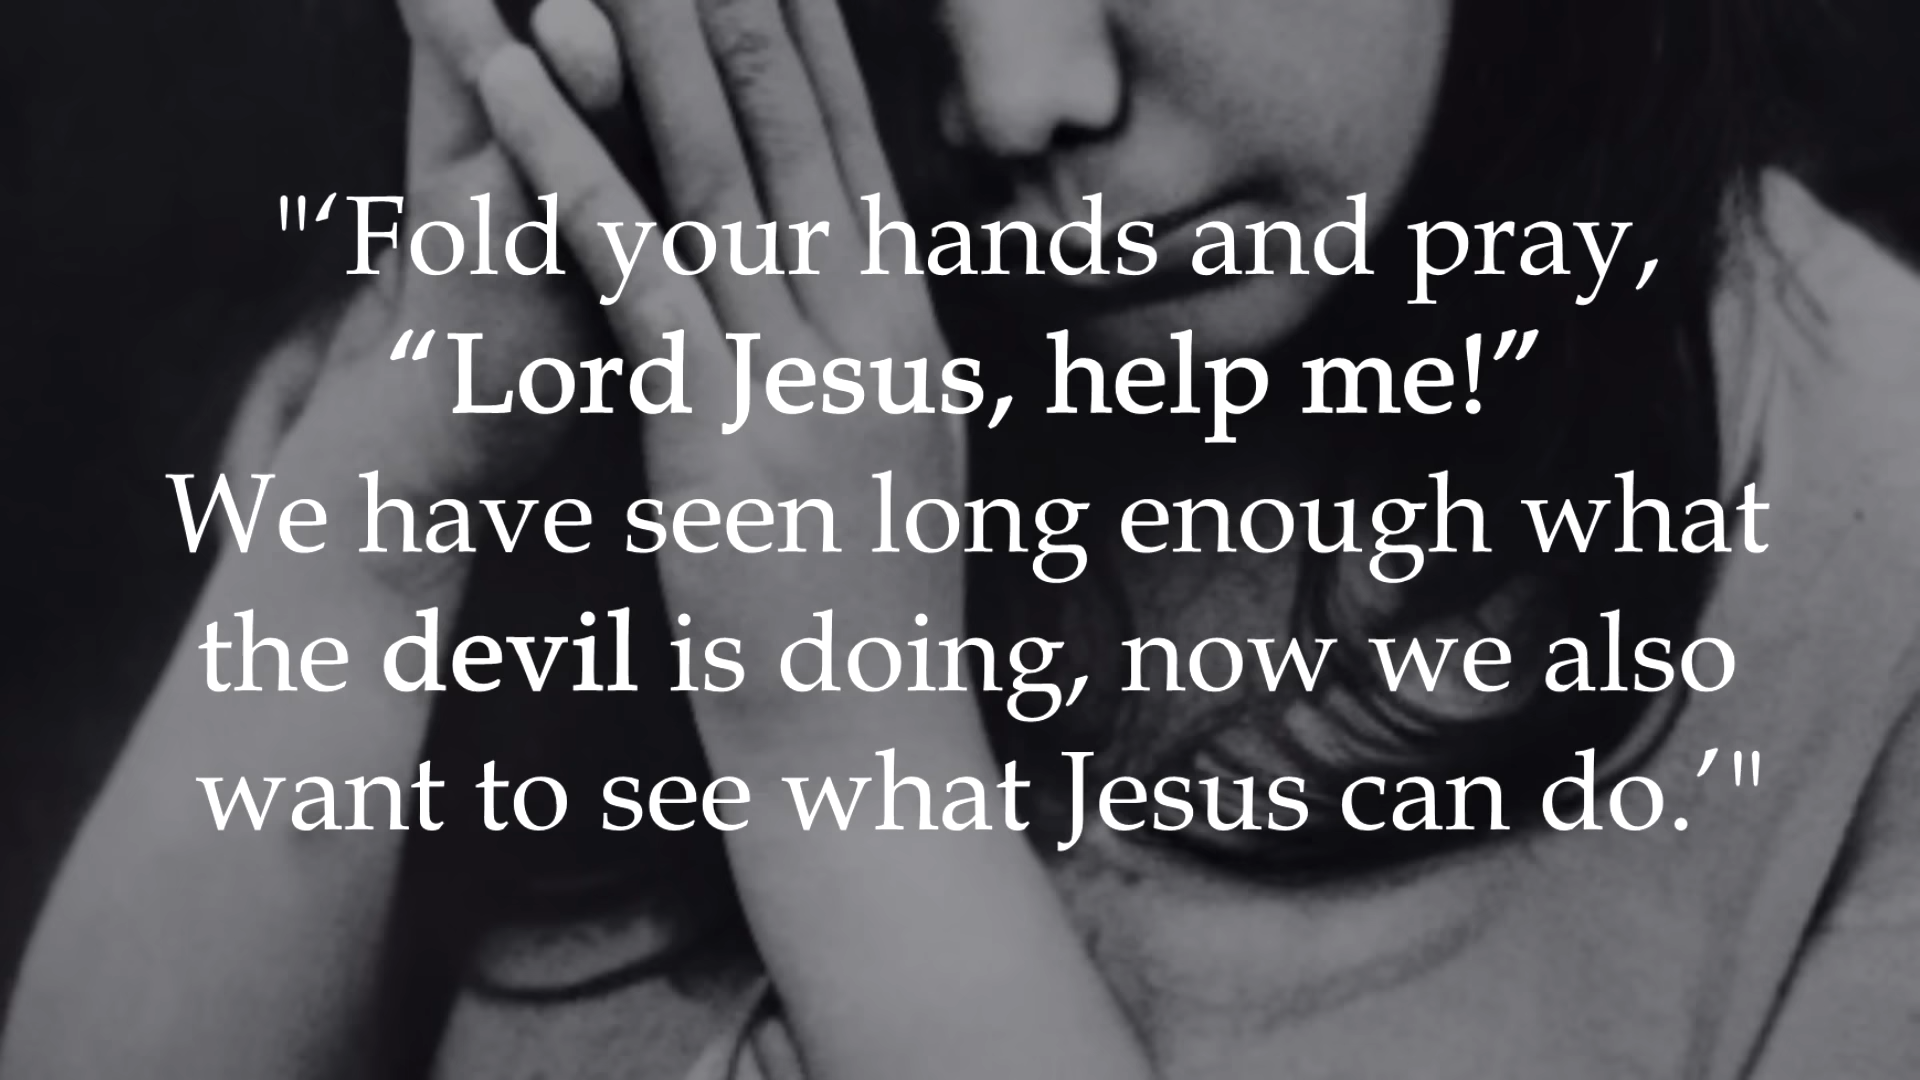 "‘Fold your hands and pray,
“Lord Jesus, help me!”
We have seen long enough what
the devil is doing, now we also
want to see what Jesus can do.’"